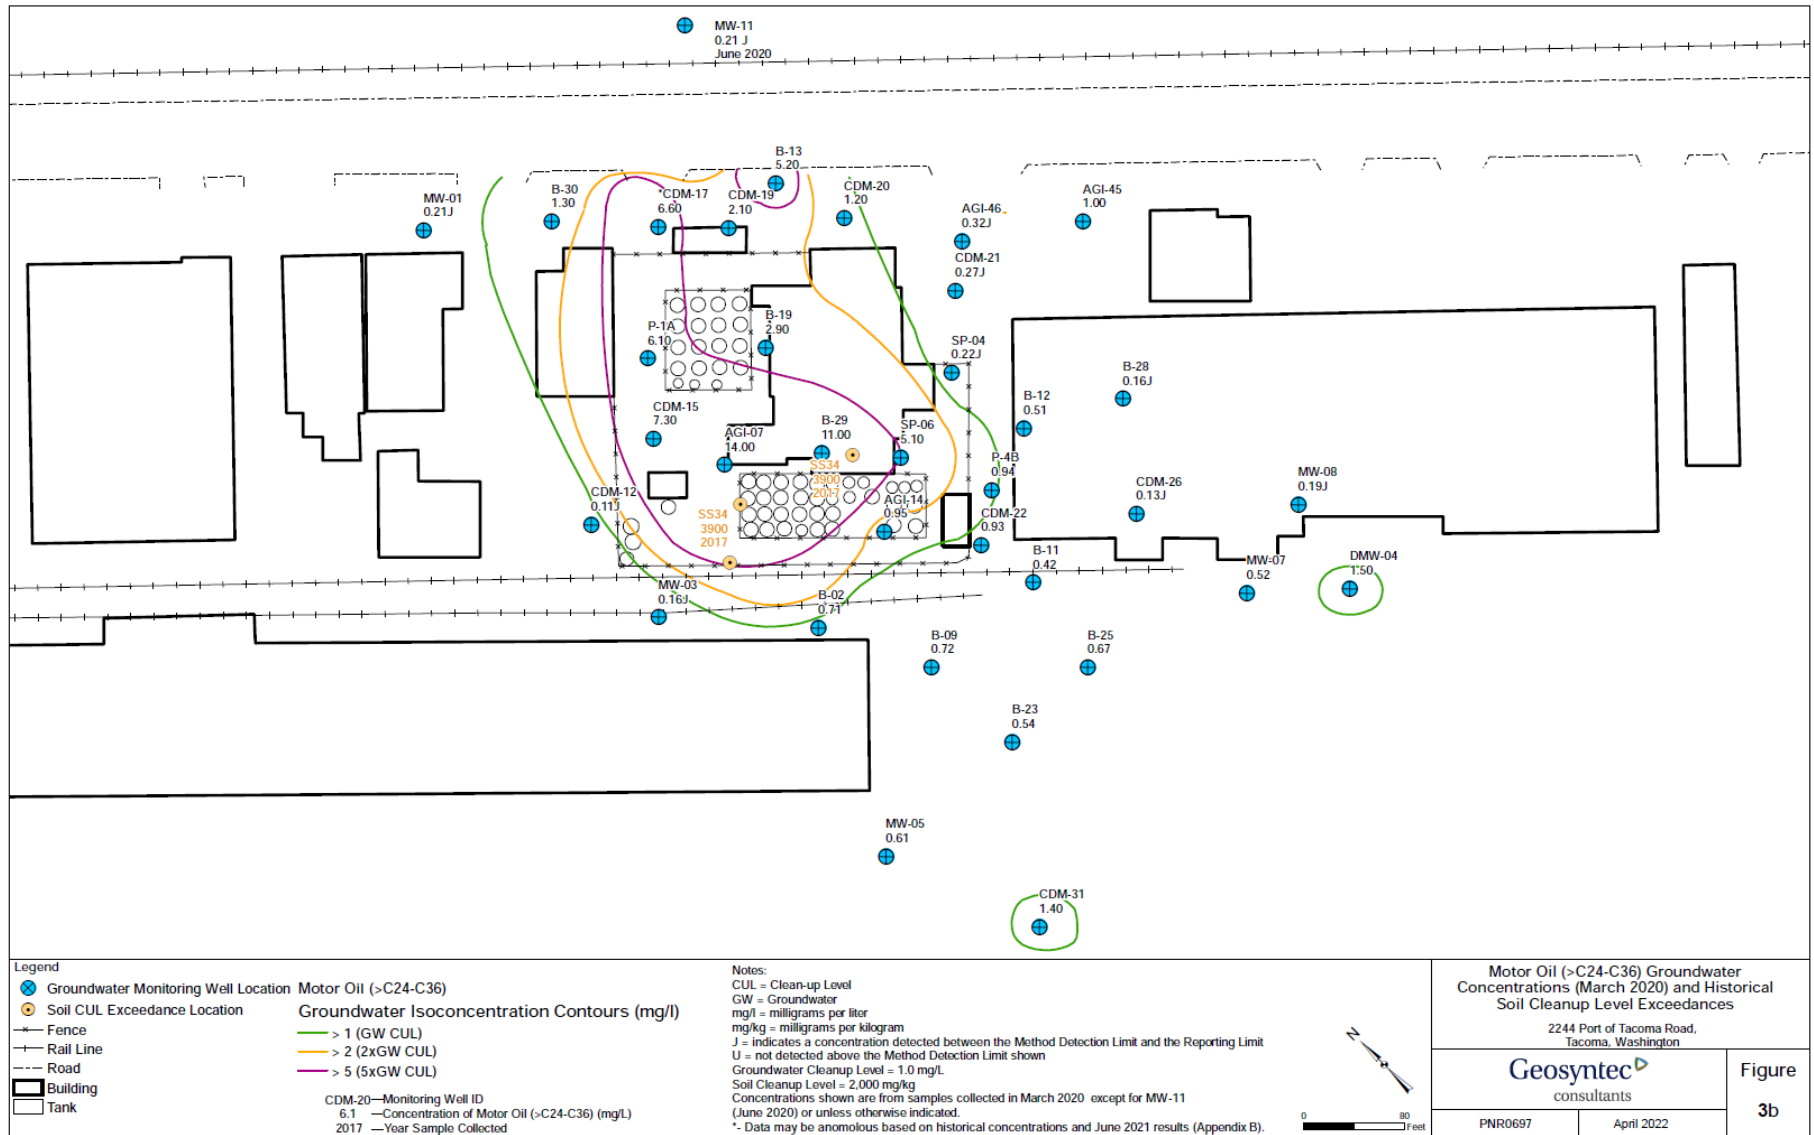 MW-11
0.21 J
June 2020
B-13
5.20
MW-01
0.21J
B-30
1.30
*CDM-17
6.60
CDM-19
2.10
CDM-20
1.20
AGI-46
0.32J
AGI-45
1.00
CDM-21
0.27J
P-1A
6.10
B-19
2.90
SP-04
0.22J
B-28
0.16J
B-12
0.51
CDM-15
7.30
AGI-07
14.00
B-29
11.00
SP-06
5.10
SS34
3900
2017
P-4B
0.94
MW-08
0.19J
CDM-26
0.13J
CDM-12
0.11J
SS34
3900
2017
AGI-14
0.95
CDM-22
0.93
B-11
0.42
MW-07
0.52
DMW-04
1.50
MW-03
0.16J
B-02
0.71
B-09
0.72
B-25
0.67
B-23
0.54
MW-05
0.61
CDM-31
1.40
Legend
Groundwater Monitoring Well Location
Soil CUL Exceedance Location
Fence
Rail Line
Road
Building
Tank
Motor Oil (>C24-C36)
Groundwater Isoconcentration Contours (mg/l)
> 1 (GW CUL)
> 2 (2xGW CUL)
> 5 (5xGW CUL)
CDM-20—Monitoring Well ID
6.1 —Concentration of Motor Oil (>C24-C36) (mg/L)
2017 —Year Sample Collected
Notes:
CUL = Clean-up Level
GW = Groundwater
mg/l = milligrams per liter
mg/kg = milligrams per kilogram
J = indicates a concentration detected between the Method Detection Limit and the Reporting Limit
U = not detected above the Method Detection Limit shown
Groundwater Cleanup Level = 1.0 mg/L
Soil Cleanup Level = 2,000 mg/kg
Concentrations shown are from samples collected in March 2020 except for MW-11
(June 2020) or unless otherwise indicated.
*- Data may be anomolous based on historical concentrations and June 2021 results (Appendix B).
N
0 80
Feet
Motor Oil (>C24-C36) Groundwater
Concentrations (March 2020) and Historical
Soil Cleanup Level Exceedances
2244 Port of Tacoma Road,
Tacoma, Washington
Geosyntec
consultants
PNR0697
April 2022
Figure
3b